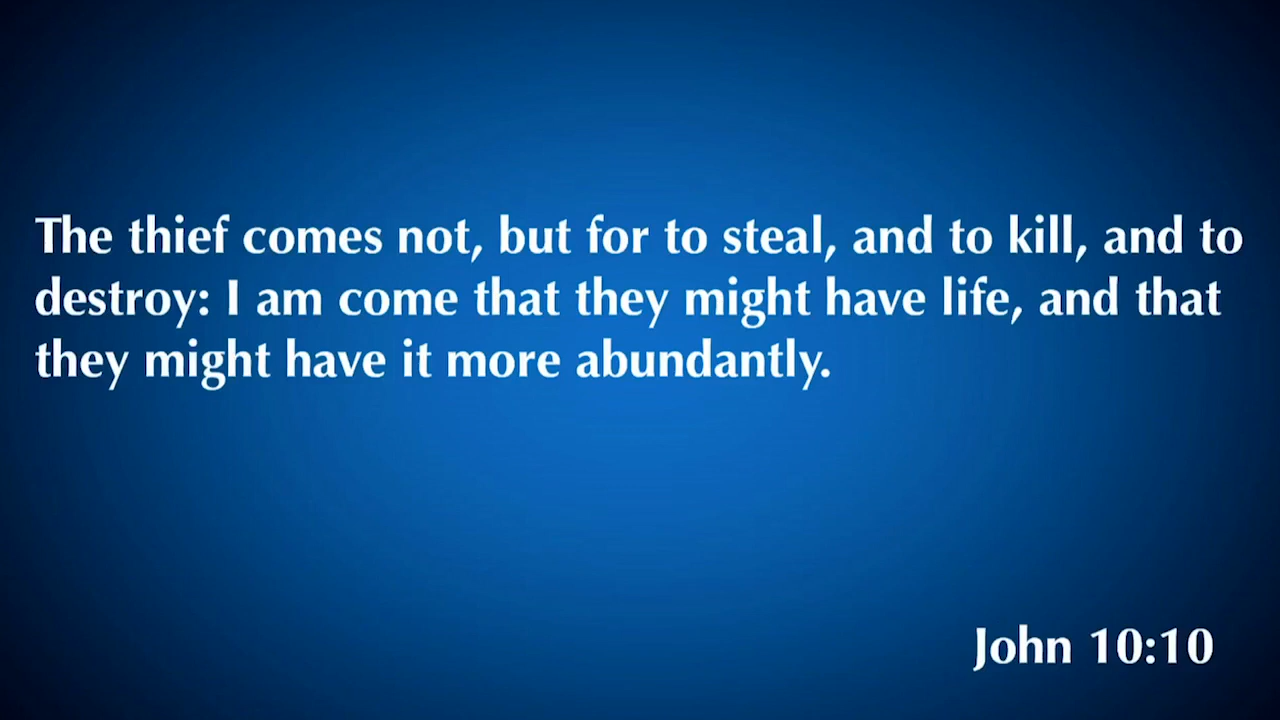 The thief comes not, but for to steal, and to kill, and to
destroy: I am come that they might have life, and that
they might have it more abundantly.
John 10:10